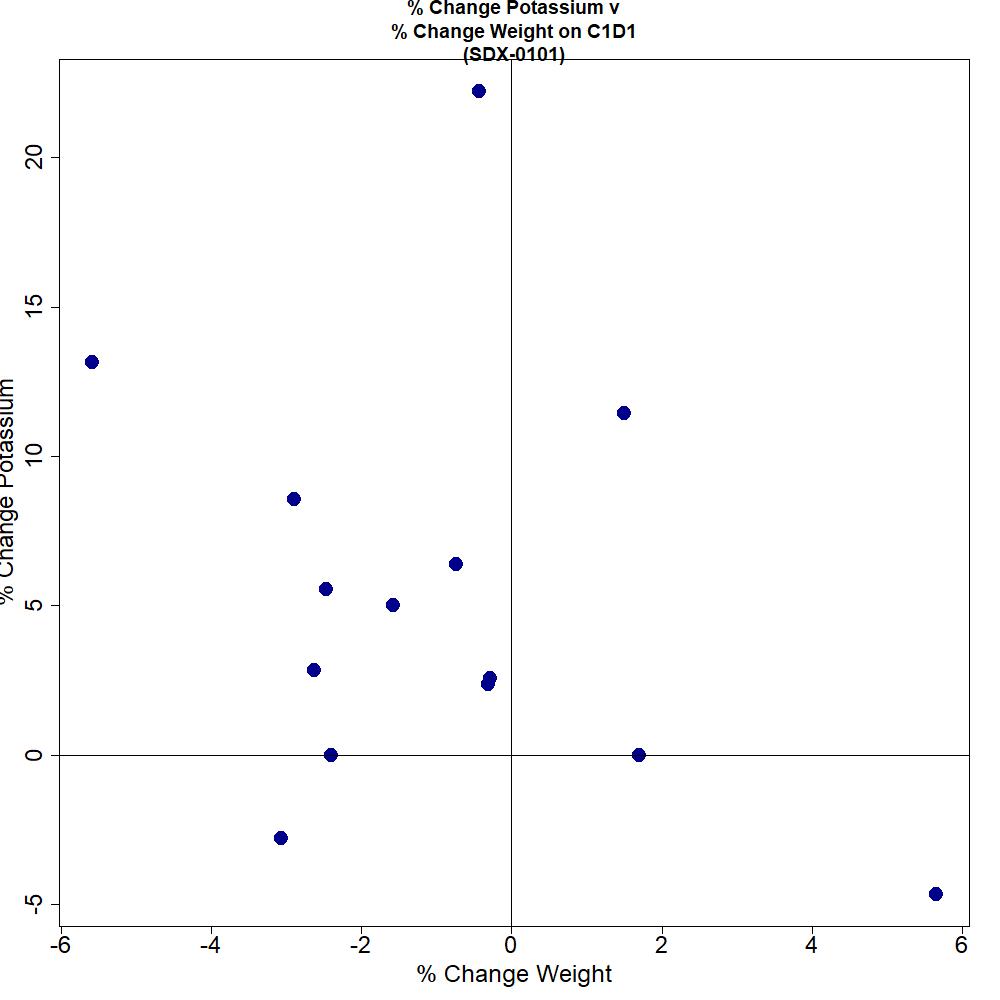 % Change Potassium v
% Change Weight on C1D1
(SDX-0101)
% Change Potassium
20
15
10
5
0
-5
-6
-4
-2
0
2
4
6
% Change Weight